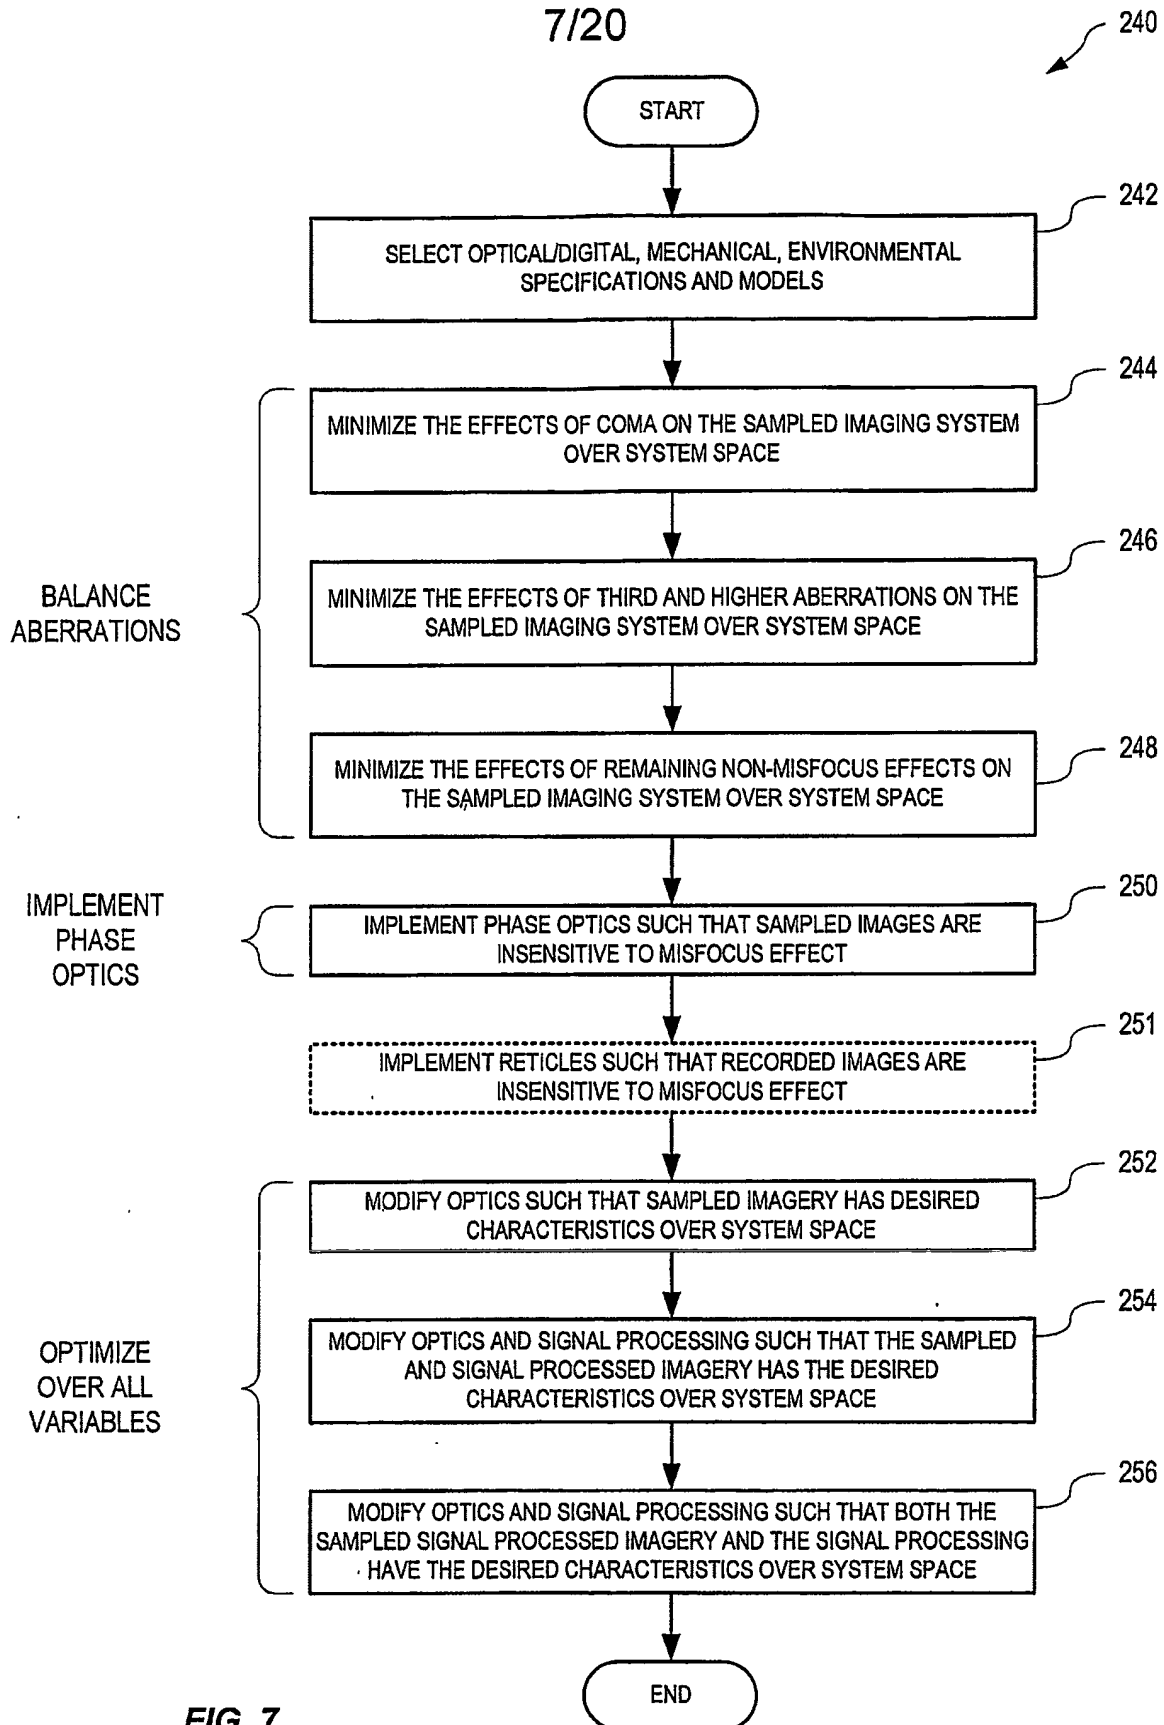 7/20
240
START
242
SELECT OPTICAL/DIGITAL, MECHANICAL, ENVIRONMENTAL
SPECIFICATIONS AND MODELS
244
MINIMIZE THE EFFECTS OF COMA ON THE SAMPLED IMAGING SYSTEM
OVER SYSTEM SPACE
246
BALANCE
ABERRATIONS
MINIMIZE THE EFFECTS OF THIRD AND HIGHER ABERRATIONS ON THE
SAMPLED IMAGING SYSTEM OVER SYSTEM SPACE
248
MINIMIZE THE EFFECTS OF REMAINING NON-MISFOCUS EFFECTS ON
THE SAMPLED IMAGING SYSTEM OVER SYSTEM SPACE
250
IMPLEMENT
PHASE
OPTICS
IMPLEMENT PHASE OPTICS SUCH THAT SAMPLED IMAGES ARE
INSENSITIVE TO MISFOCUS EFFECT
251
IMPLEMENT RETICLES SUCH THAT RECORDED IMAGES ARE
INSENSITIVE TO MISFOCUS EFFECT
252
MODIFY OPTICS SUCH THAT SAMPLED IMAGERY HAS DESIRED
CHARACTERISTICS OVER SYSTEM SPACE
254
OPTIMIZE
OVER ALL
VARIABLES
MODIFY OPTICS AND SIGNAL PROCESSING SUCH THAT THE SAMPLED
AND SIGNAL PROCESSED IMAGERY HAS THE DESIRED
CHARACTERISTICS OVER SYSTEM SPACE
256
MODIFY OPTICS AND SIGNAL PROCESSING SUCH THAT BOTH THE
SAMPLED SIGNAL PROCESSED IMAGERY AND THE SIGNAL PROCESSING
HAVE THE DESIRED CHARACTERISTICS OVER SYSTEM SPACE
END
FIG. 7